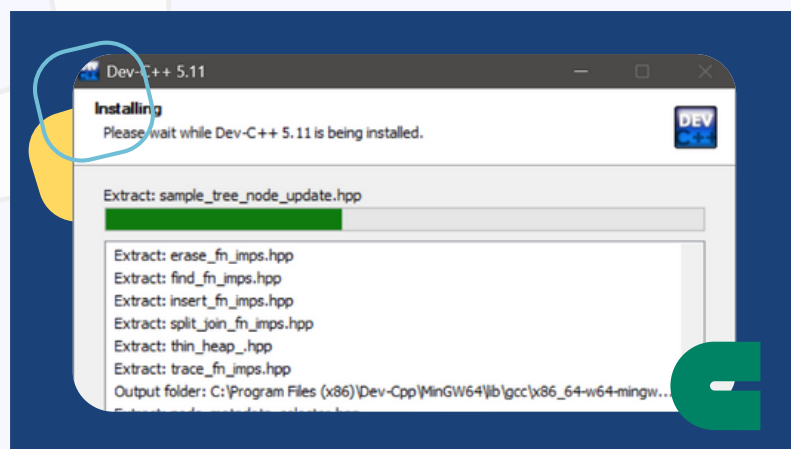 Dev-C++ 5.11
Installing
Please wait while Dev-C++ 5.11 is being installed.
DEV
C++
Extract: sample_tree_node_update.hpp
Extract: erase_fn_imps.hpp
Extract: find_fn_imps.hpp
Extract: insert_fn_imps.hpp
Extract: split_join_fn_imps.hpp
Extract: thin_heap_.hpp
Extract: trace_fn_imps.hpp
Output folder: C:\Program Files (x86)\Dev-Cpp\MinGW64\lib\gcc\x86_64-w64-mingw...